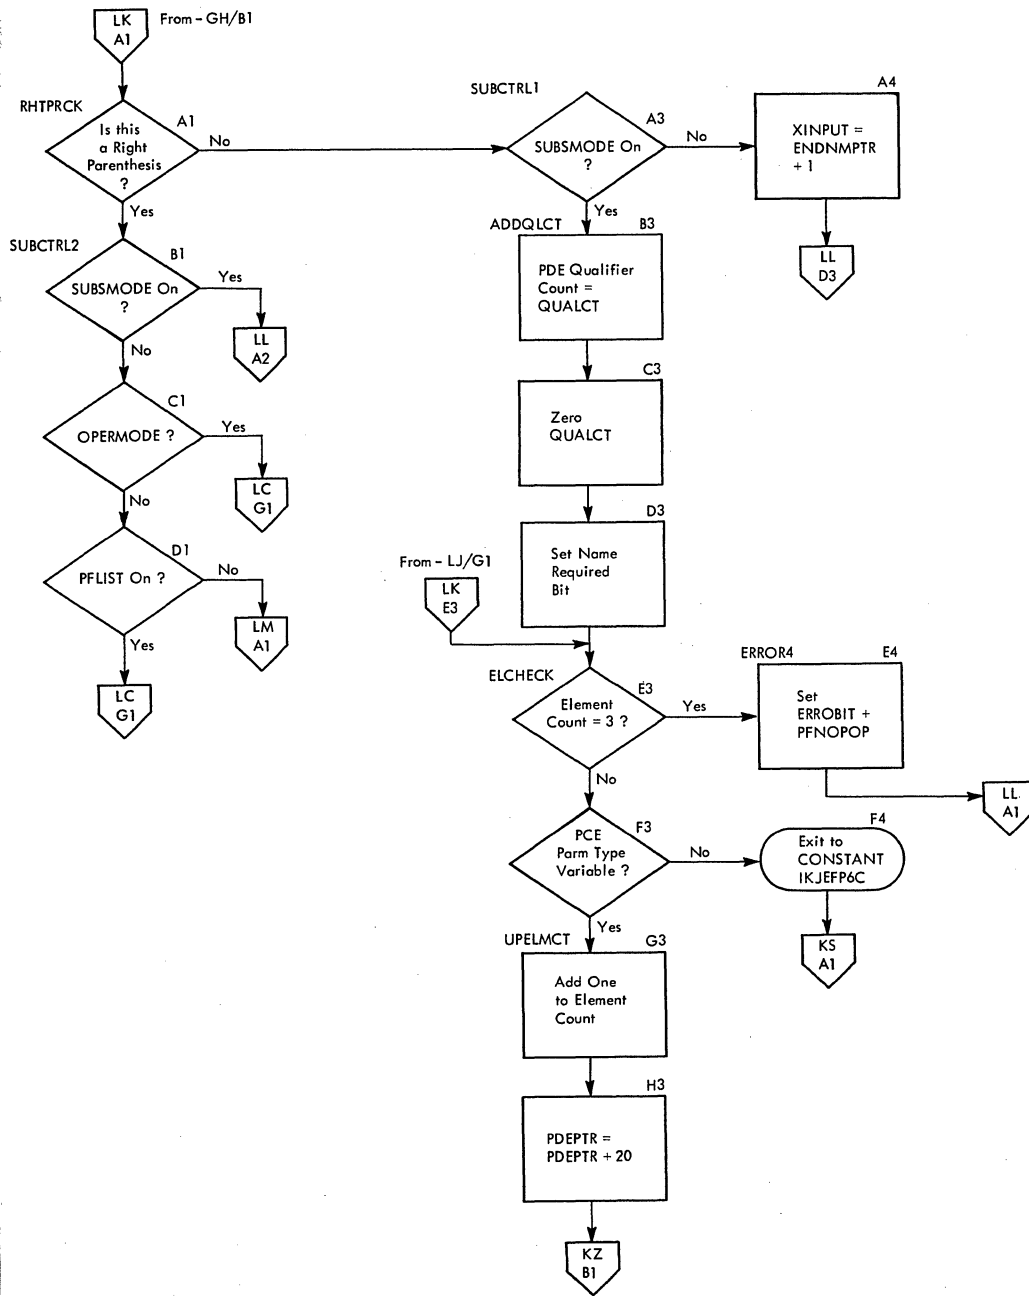 LK
A1
From - GH/B1
RHTPRCK
A1
Is this
a Right
Parenthesis
?
No
Yes
SUBCTRL2
B1
SUBSMODE On
?
Yes
LL
A2
No
C1
OPERMODE ?
Yes
LC
G1
No
D1
PFLIST On ?
No
LM
A1
Yes
LC
G1
SUBCTRL1
A3
SUBSMODE On
?
No
Yes
A4
XINPUT =
ENDNMPTR
+ 1
LL
D3
ADDQLCT
B3
PDE Qualifier
Count =
QUALCT
C3
Zero
QUALCT
D3
Set Name
Required
Bit
From - LJ/G1
LK
E3
ELCHECK
E3
Element
Count = 3 ?
Yes
No
ERROR4
E4
Set
ERROBIT +
PFNOPOP
LL
A1
F3
PCE
Parm Type
Variable ?
No
Yes
F4
Exit to
CONSTANT
IKJEFP6C
KS
A1
UPELMCT
G3
Add One
to Element
Count
H3
PDEPTR =
PDEPTR + 20
KZ
B1